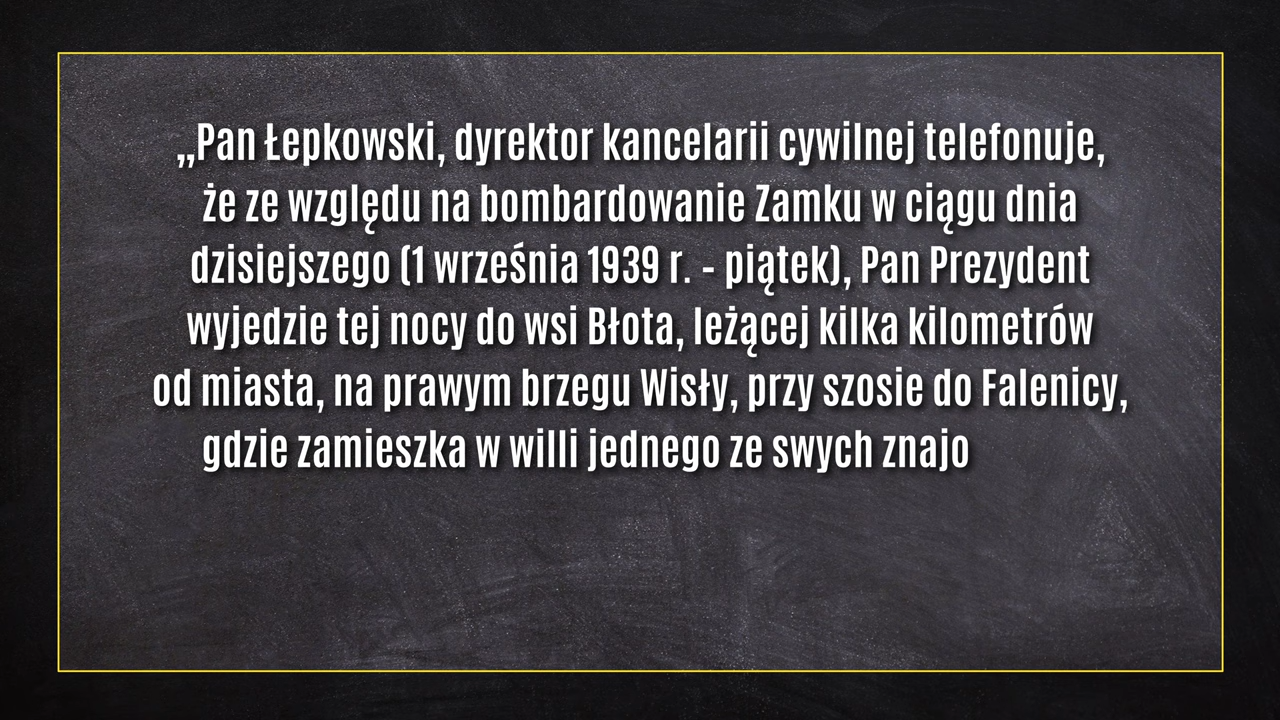 „Pan Łepkowski, dyrektor kancelarii cywilnej telefonuje,
że ze względu na bombardowanie Zamku w ciągu dnia
dzisiejszego (1 września 1939 r. – piątek), Pan Prezydent
wyjedzie tej nocy do wsi Błota, leżącej kilka kilometrów
od miasta, na prawym brzegu Wisły, przy szosie do Falenicy,
gdzie zamieszka w willi jednego ze swych znajo